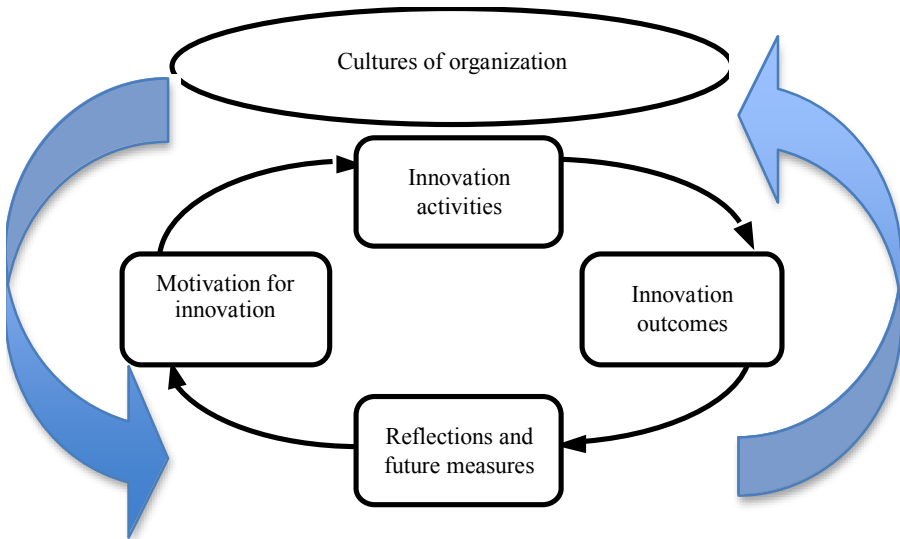 Cultures of organization
Innovation
activities
Motivation for
innovation
Innovation
outcomes
Reflections and
future measures